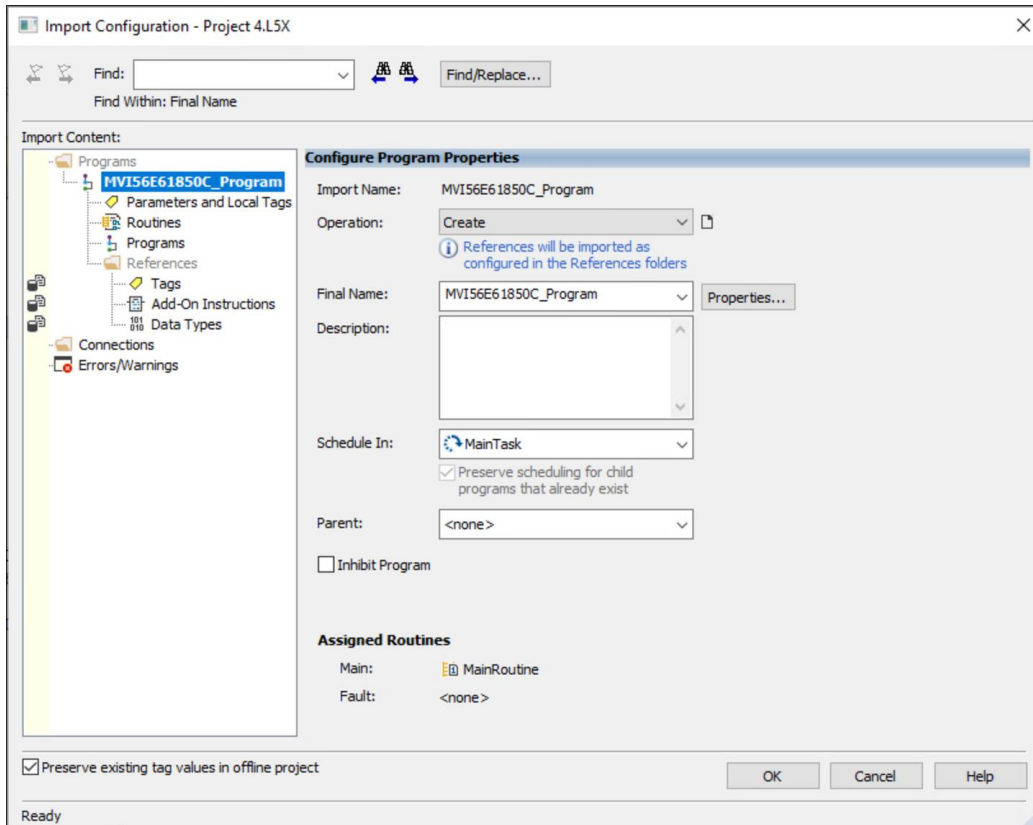 Import Configuration - Project 4.L5X
Find:
Find/Replace...
Find Within: Final Name
Import Content:
Programs
MVI56E61850C_Program
Parameters and Local Tags
Routines
Programs
References
Tags
Add-On Instructions
Data Types
Connections
Errors/Warnings
Configure Program Properties
Import Name: MVI56E61850C_Program
Operation: Create
References will be imported as
configured in the References folders
Final Name: MVI56E61850C_Program Properties...
Description:
Schedule In: MainTask
Preserve scheduling for child
programs that already exist
Parent: <none>
Inhibit Program
Assigned Routines
Main: MainRoutine
Fault: <none>
Preserve existing tag values in offline project
OK Cancel Help
Ready